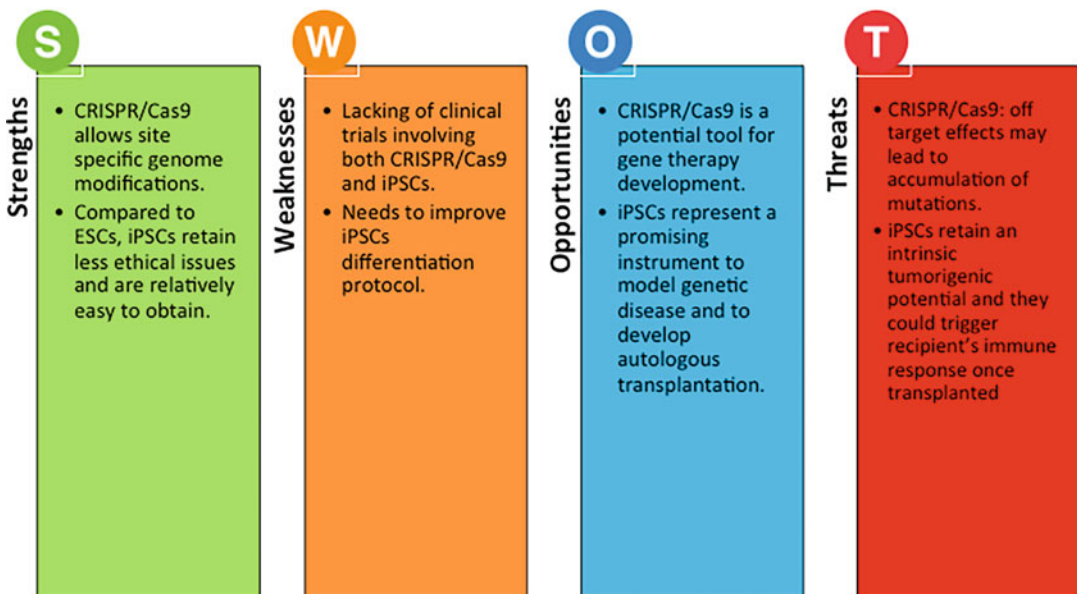 S
Strengths
• CRISPR/Cas9
allows site
specific genome
modifications.
• Compared to
ESCs, iPSCs retain
less ethical issues
and are relatively
easy to obtain.
W
Weaknesses
• Lacking of clinical
trials involving
both CRISPR/Cas9
and iPSCs.
• Needs to improve
iPSCs
differentiation
protocol.
O
Opportunities
• CRISPR/Cas9 is a
potential tool for
gene therapy
development.
• iPSCs represent a
promising
instrument to
model genetic
disease and to
develop
autologous
transplantation.
T
Threats
• CRISPR/Cas9: off
target effects may
lead to
accumulation of
mutations.
• iPSCs retain an
intrinsic
tumorigenic
potential and they
could trigger
recipient's immune
response once
transplanted